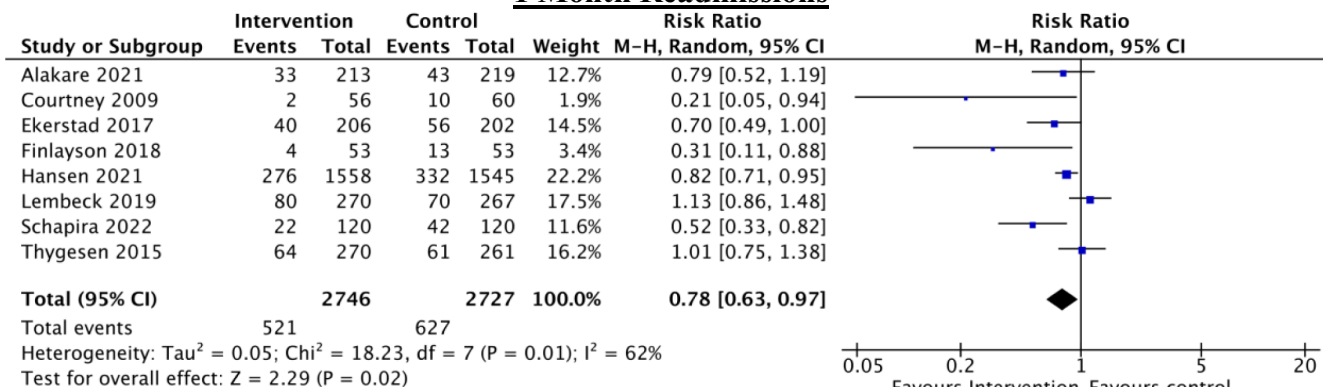 1 Month Readmissions
Intervention Control Risk Ratio Risk Ratio
Study or Subgroup Events Total Events Total Weight M-H, Random, 95% CI M-H, Random, 95% CI
Alakare 2021 33 213 43 219 12.7% 0.79 [0.52, 1.19]
Courtney 2009 2 56 10 60 1.9% 0.21 [0.05, 0.94]
Ekerstad 2017 40 206 56 202 14.5% 0.70 [0.49, 1.00]
Finlayson 2018 4 53 13 53 3.4% 0.31 [0.11, 0.88]
Hansen 2021 276 1558 332 1545 22.2% 0.82 [0.71, 0.95]
Lembeck 2019 80 270 70 267 17.5% 1.13 [0.86, 1.48]
Schapira 2022 22 120 42 120 11.6% 0.52 [0.33, 0.82]
Thygesen 2015 64 270 61 261 16.2% 1.01 [0.75, 1.38]
Total (95% CI) 2746 2727 100.0% 0.78 [0.63, 0.97]
Total events 521 627
Heterogeneity: Tau² = 0.05; Chi² = 18.23, df = 7 (P = 0.01); I² = 62%
Test for overall effect: Z = 2.29 (P = 0.02)
0.05 0.2 1 5 20
Favours Intervention Favours control